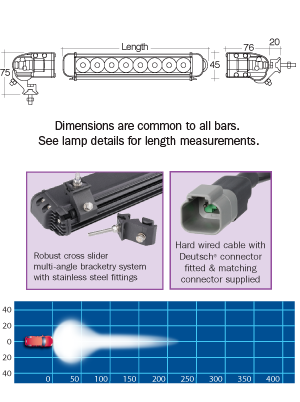 Length
76
20
75
45
Dimensions are common to all bars.
See lamp details for length measurements.
Robust cross slider
multi-angle bracketry system
with stainless steel fittings
Hard wired cable with
Deutsch® connector
fitted & matching
connector supplied
40
20
0
20
40
0 50 100 150 200 250 300 350 400